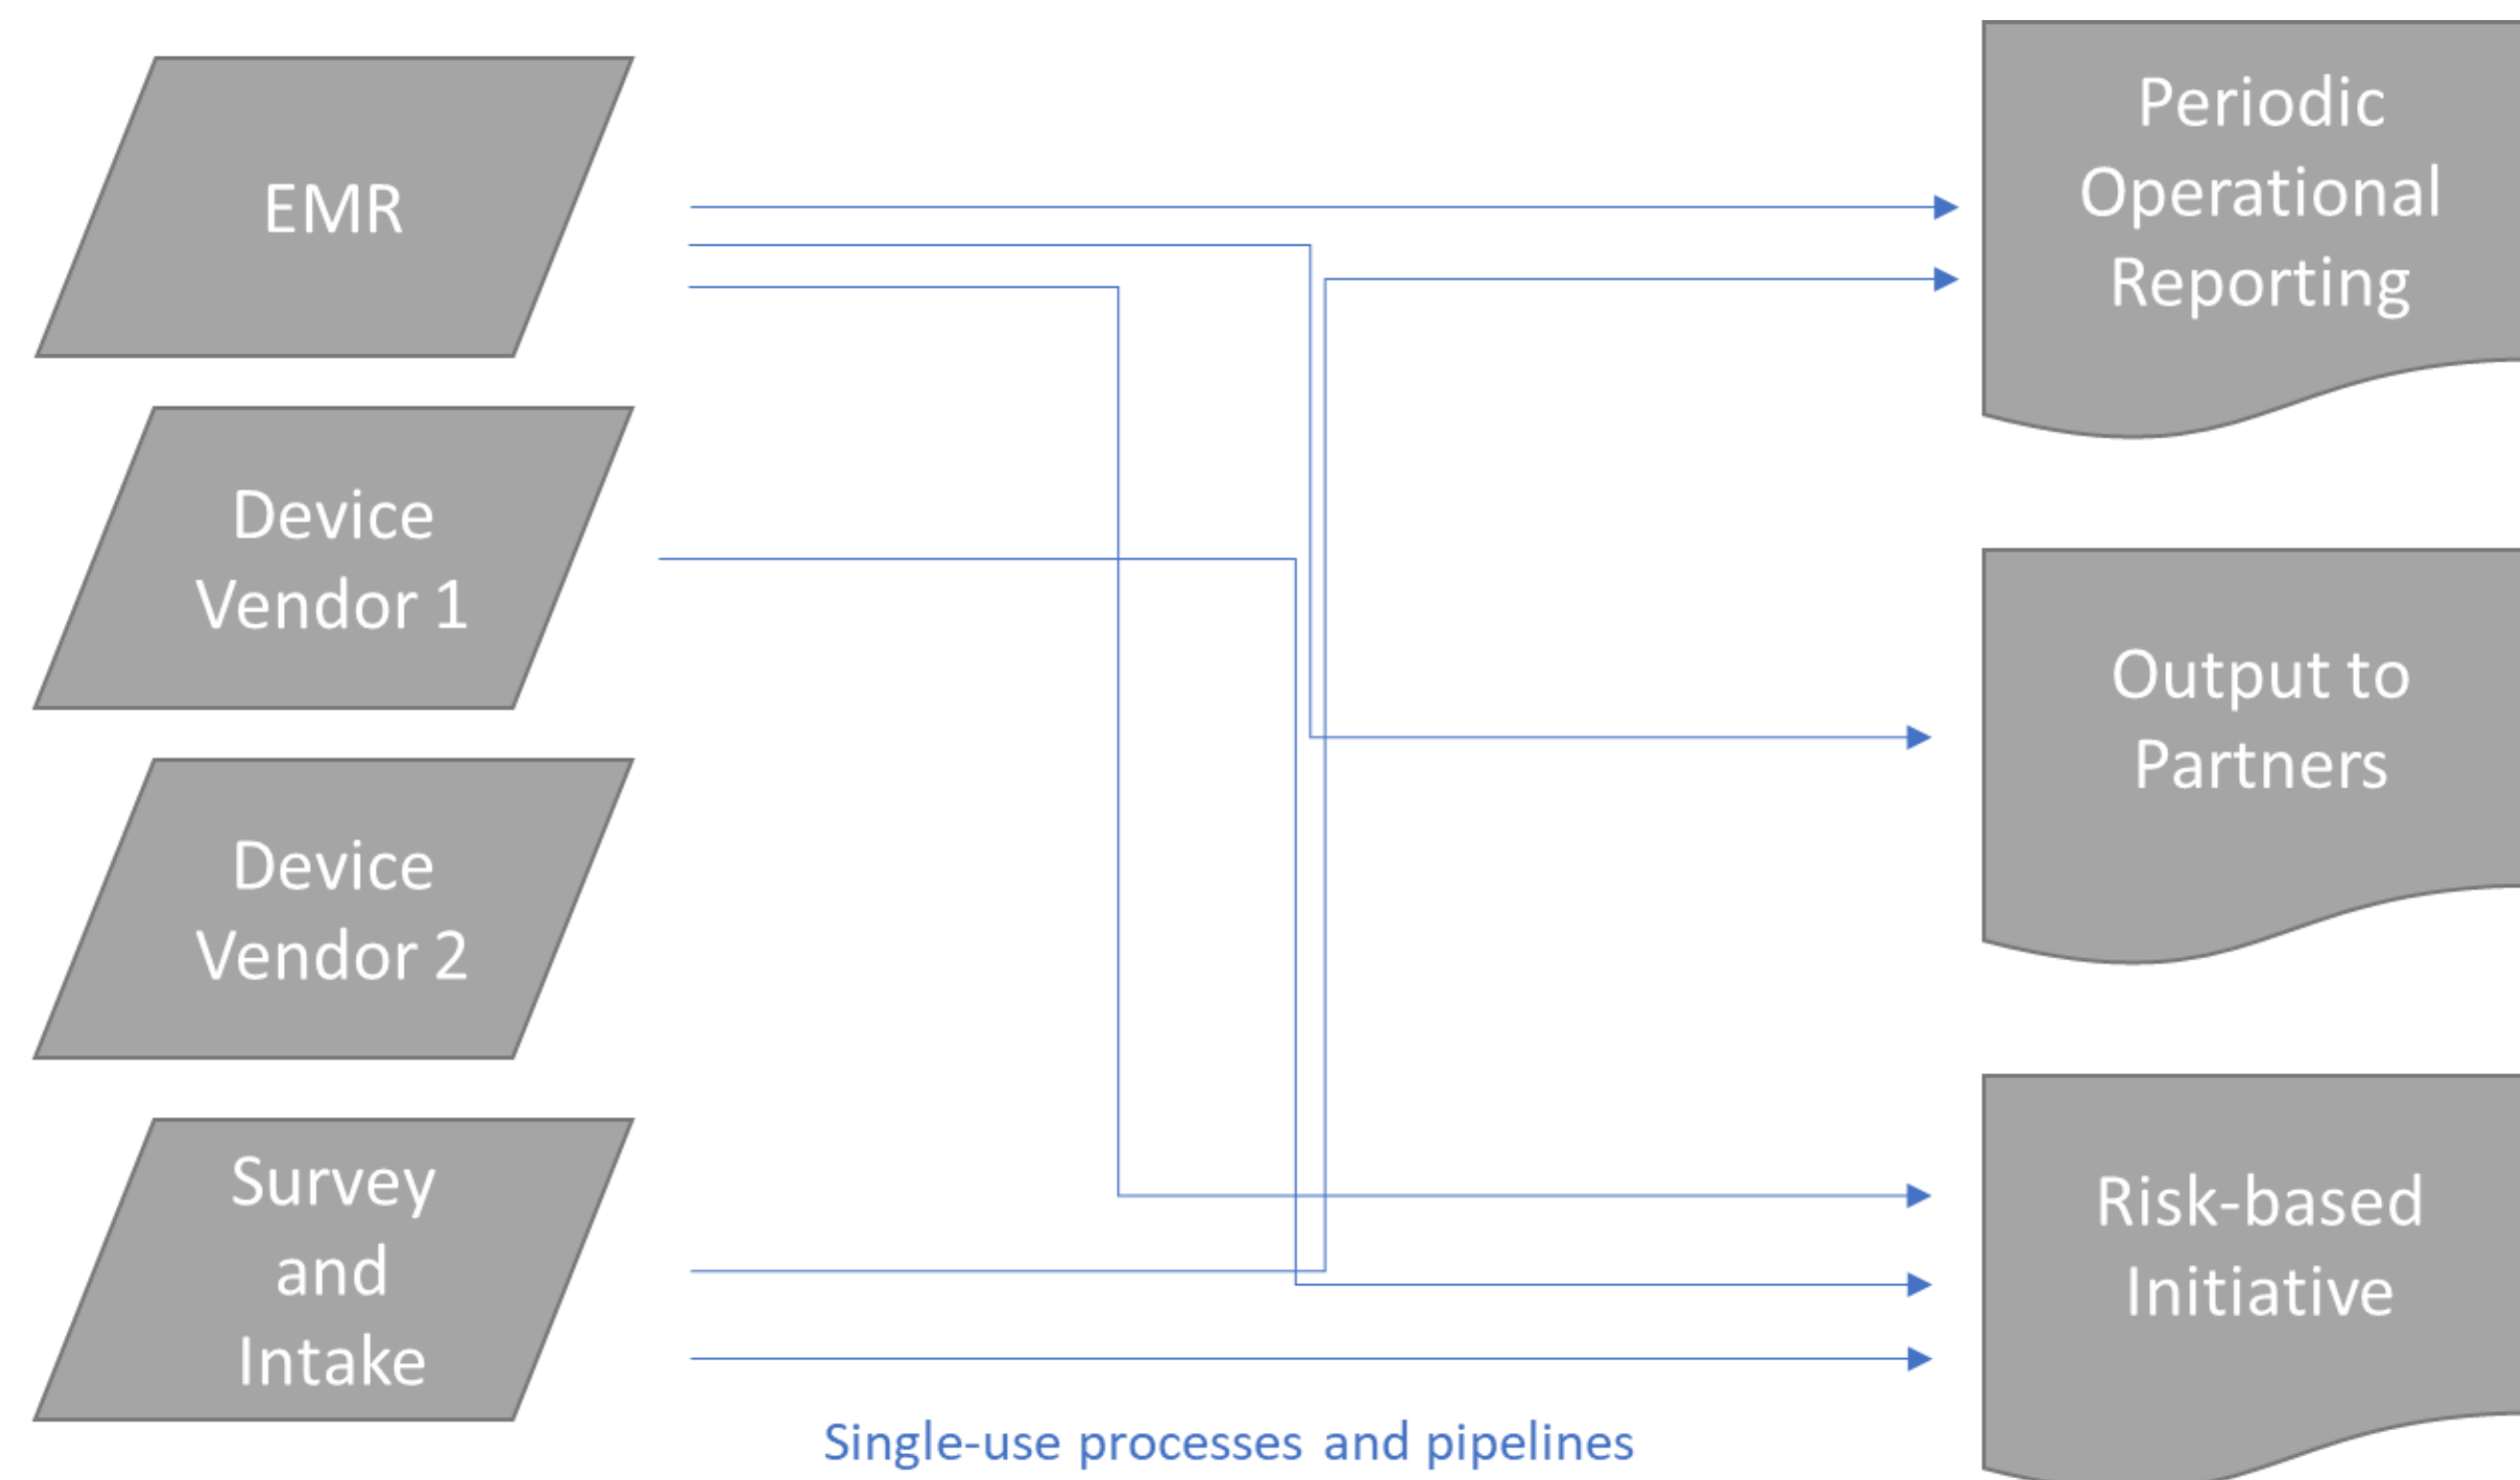 EMR
Device
Vendor 1
Device
Vendor 2
Survey
and
Intake
Periodic
Operational
Reporting
Output to
Partners
Risk-based
Initiative
Single-use processes and pipelines